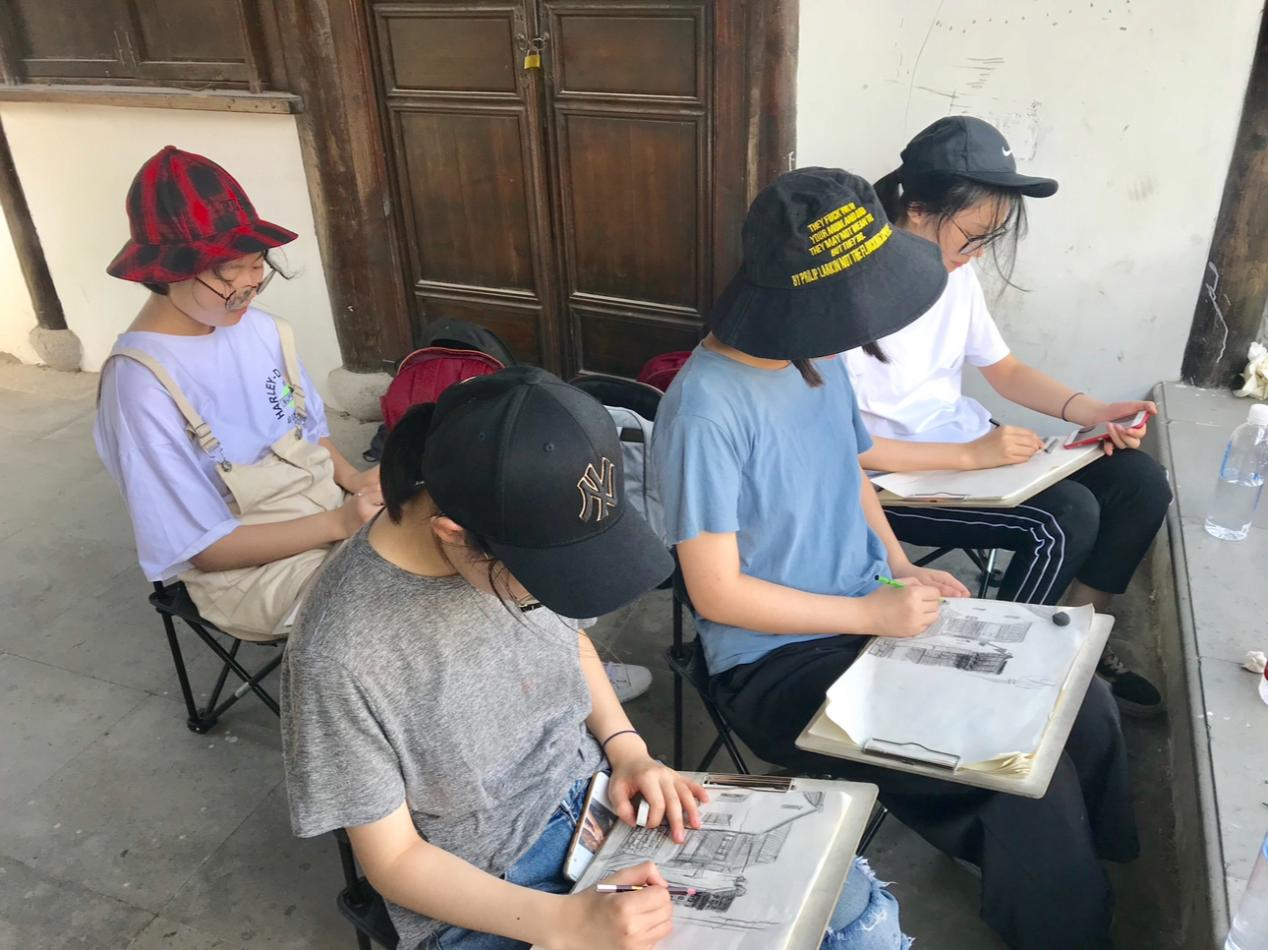 HARLEY-D
THEY FUCK YOU
YOUR MUM AND DAD
THEY MAY NOT MEAN TO
BUT THEY DO.
BY PHILIP LARKIN NOT THE
NY